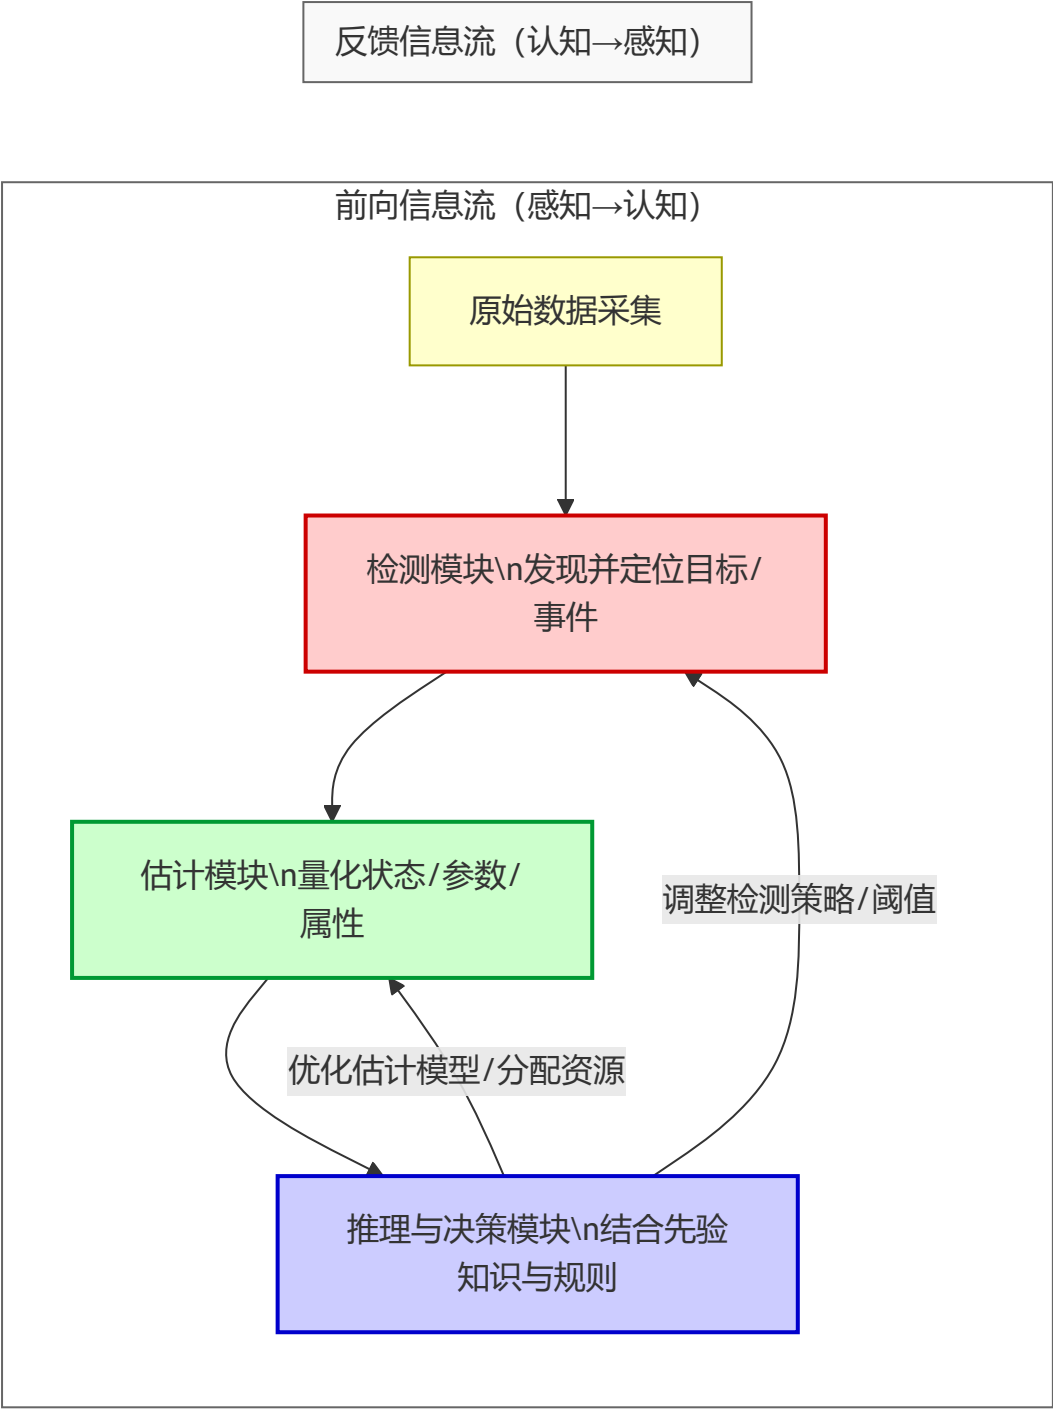 反馈信息流（认知→感知）
前向信息流（感知→认知）
原始数据采集
检测模块\n发现并定位目标/
事件
估计模块\n量化状态/参数/
属性
调整检测策略/阈值
优化估计模型/分配资源
推理与决策模块\n结合先验
知识与规则